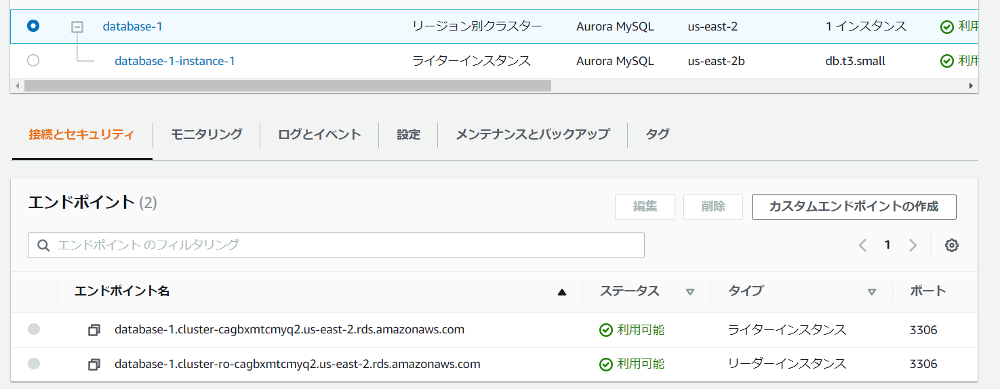 database-1 リージョン別クラスター Aurora MySQL us-east-2 1 インスタンス 利用
database-1-instance-1 ライターインスタンス Aurora MySQL us-east-2b db.t3.small 利用
接続とセキュリティ モニタリング ログとイベント 設定 メンテナンスとバックアップ タグ
エンドポイント (2) 編集 削除 カスタムエンドポイントの作成
エンドポイント のフィルタリング 1
エンドポイント名 ステータス タイプ ポート
database-1.cluster-cagbxmtcmyq2.us-east-2.rds.amazonaws.com 利用可能 ライターインスタンス 3306
database-1.cluster-ro-cagbxmtcmyq2.us-east-2.rds.amazonaws.com 利用可能 リーダーインスタンス 3306